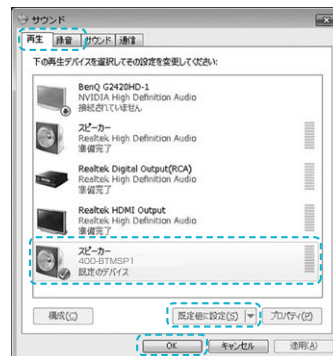 サウンド
再生 録音 サウンド 通信
下の再生デバイスを選択してその設定を変更してください:
BenQ G2420HD-1
NVIDIA High Definition Audio
接続されていません
スピーカー
Realtek High Definition Audio
準備完了
Realtek Digital Output(RCA)
Realtek High Definition Audio
準備完了
Realtek HDMI Output
Realtek High Definition Audio
準備完了
スピーカー
400-BTMSP1
既定のデバイス
構成(C) 既定値に設定(S) プロパティ(P)
OK キャンセル 適用(A)